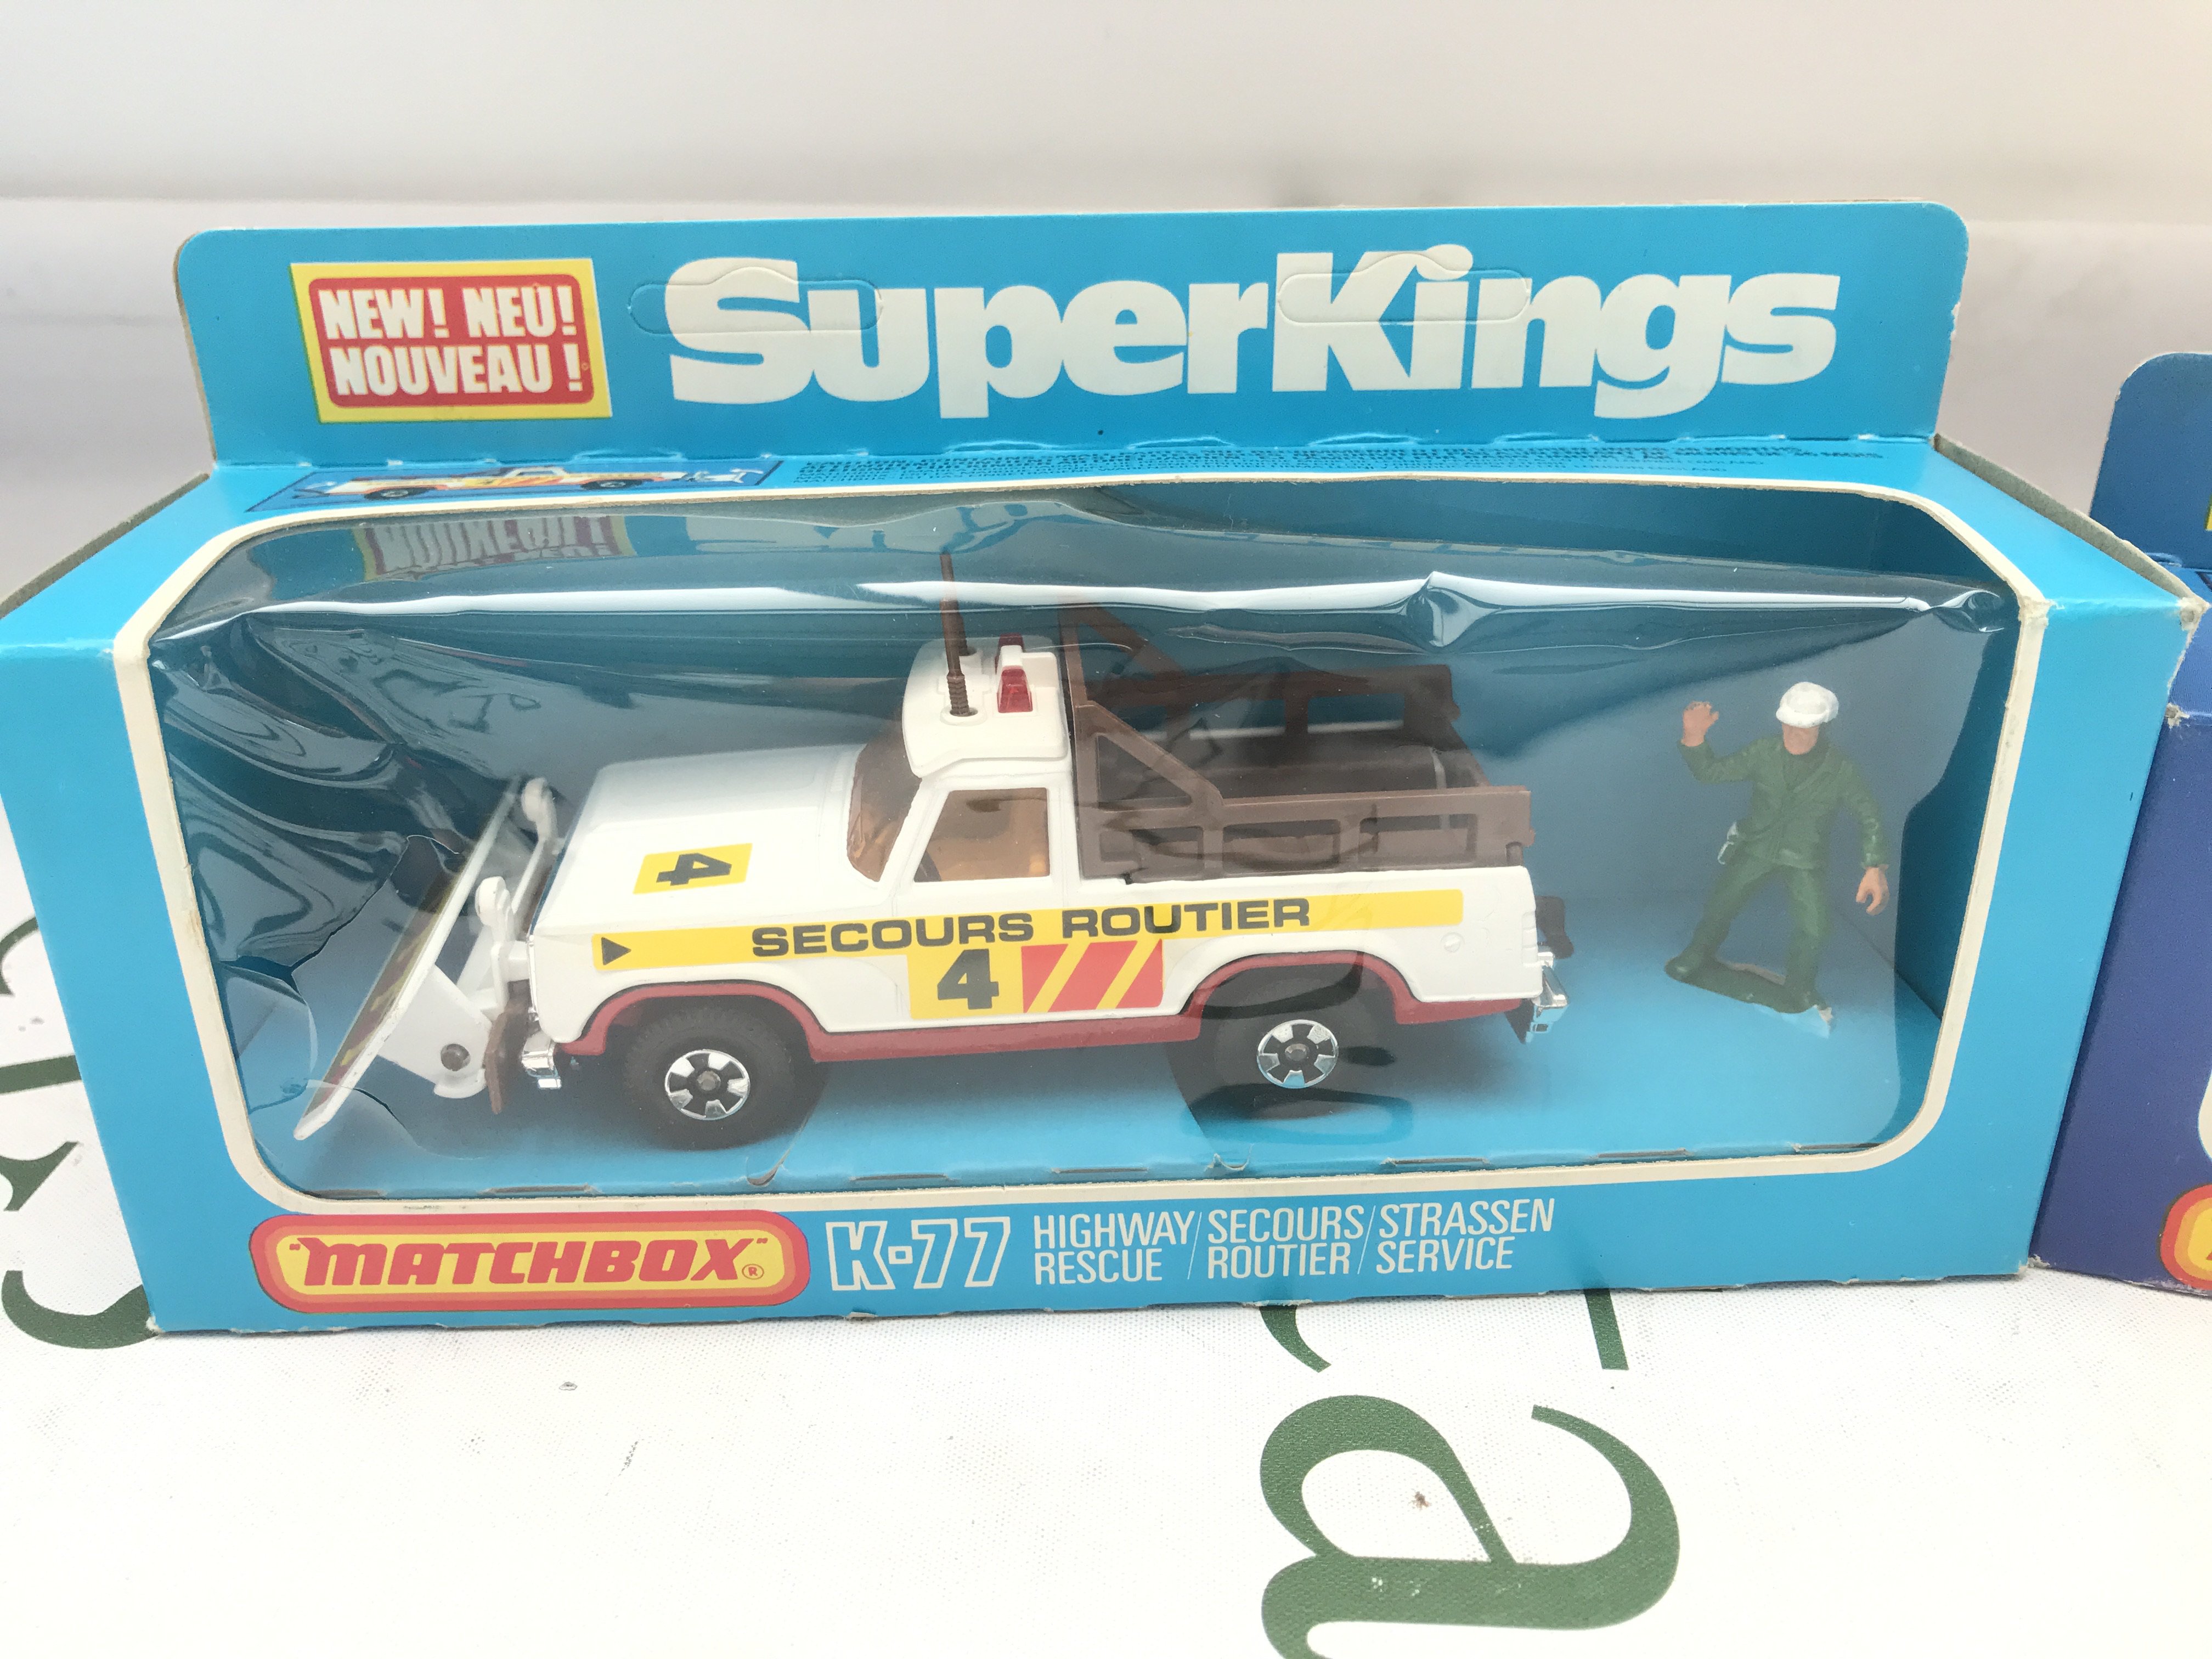 NEW! NEU!
NOUVEAU!
SuperKings
4
SECOURS ROUTIER
4
"MATCHBOX"®
K-77
HIGHWAY/SECOURS/STRASSEN
RESCUE/ROUTIER/SERVICE
a